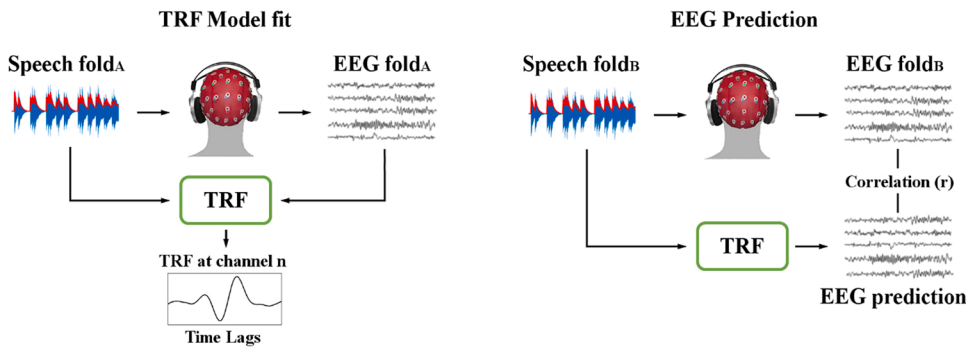 TRF Model fit
Speech foldA
EEG foldA
TRF
TRF at channel n
Time Lags
EEG Prediction
Speech foldB
EEG foldB
Correlation (r)
TRF
EEG prediction